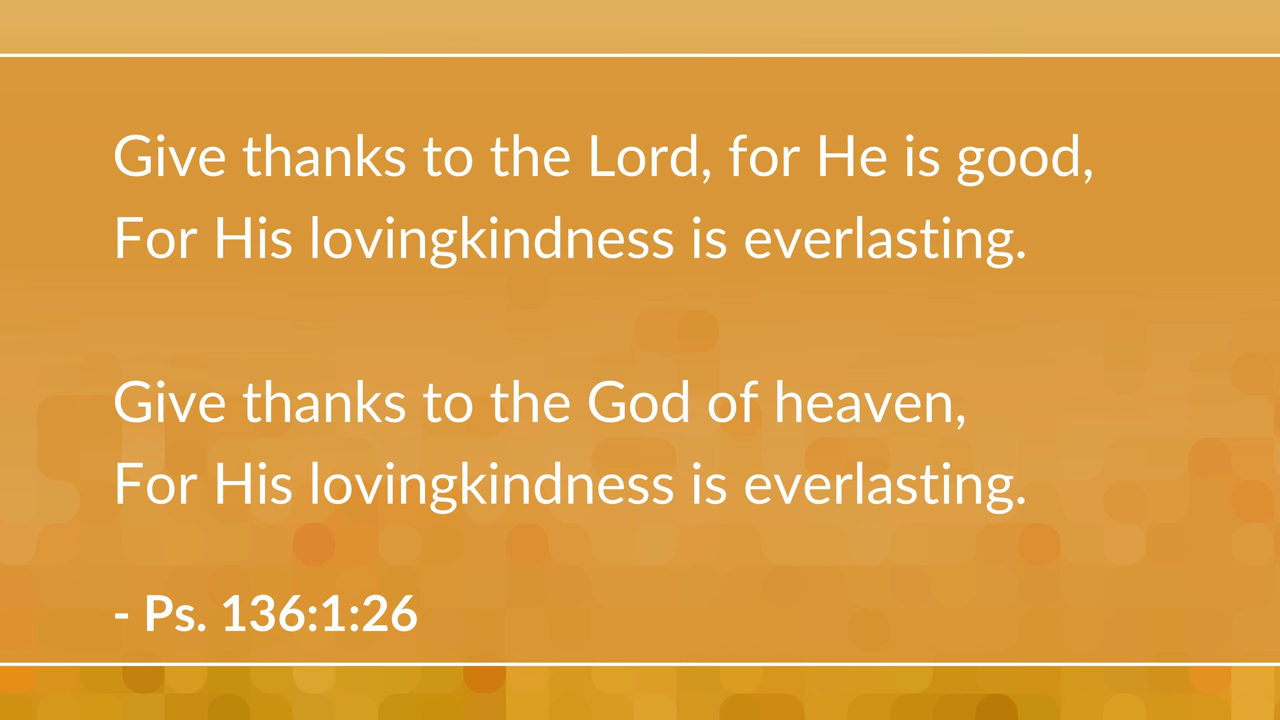 Give thanks to the Lord, for He is good,
For His lovingkindness is everlasting.
Give thanks to the God of heaven,
For His lovingkindness is everlasting.
- Ps. 136:1:26